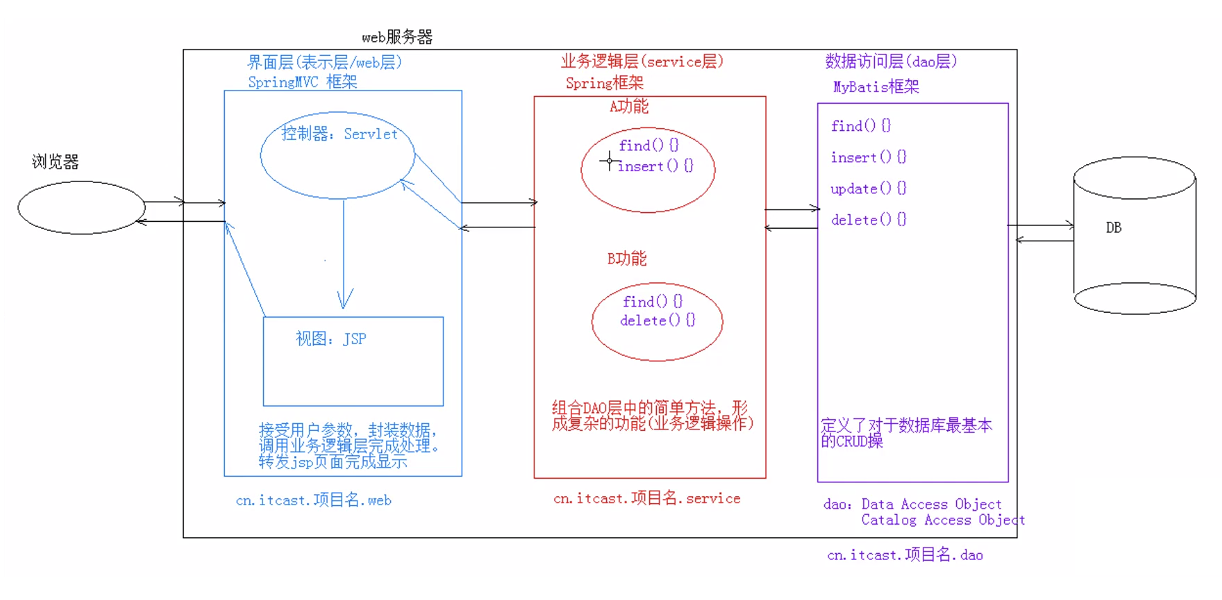 web服务器
浏览器
界面层(表示层/web层)
SpringMVC 框架
控制器：Servlet
视图：JSP
接受用户参数，封装数据，
调用业务逻辑层完成处理。
转发jsp页面完成显示
cn.itcast.项目名.web
业务逻辑层(service层)
Spring框架
A功能
find(){}
insert(){}
B功能
find(){}
delete(){}
组合DAO层中的简单方法，形
成复杂的功能(业务逻辑操作)
cn.itcast.项目名.service
数据访问层(dao层)
MyBatis框架
find(){}
insert(){}
update(){}
delete(){}
定义了对于数据库最基本
的CRUD操
dao：Data Access Object
Catalog Access Object
cn.itcast.项目名.dao
DB